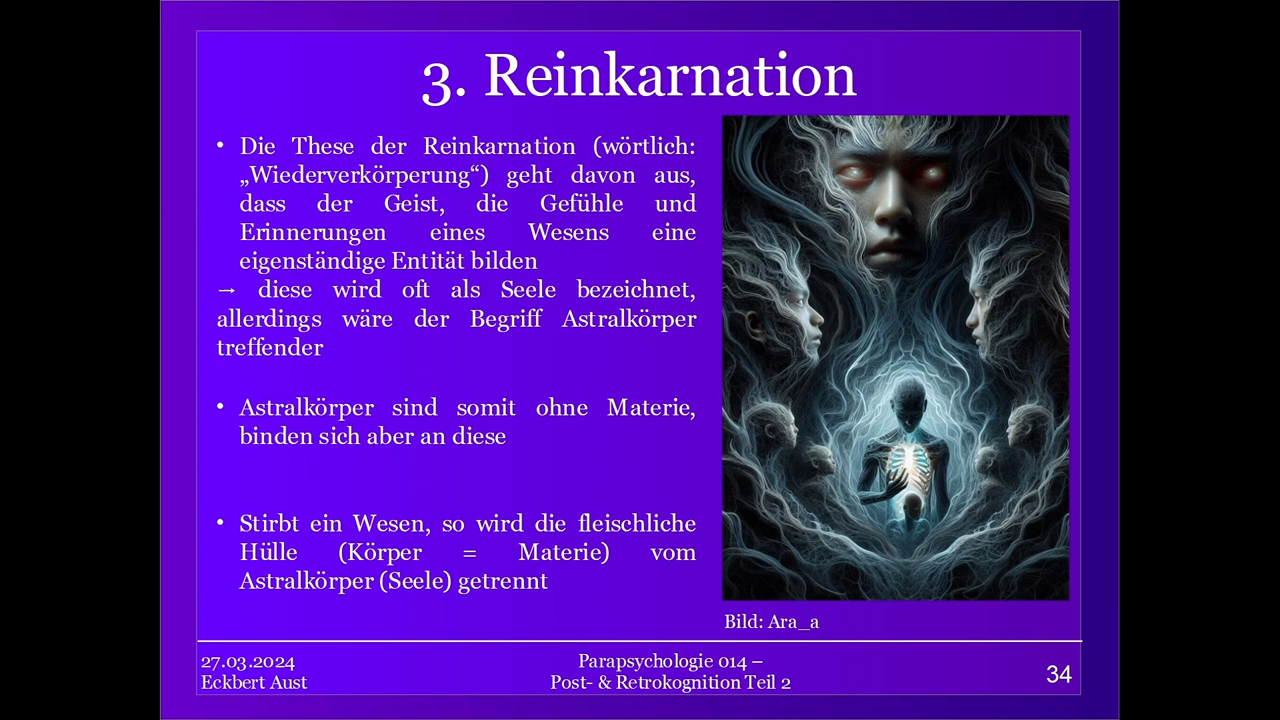 3. Reinkarnation
• Die These der Reinkarnation (wörtlich:
„Wiederverkörperung“) geht davon aus,
dass der Geist, die Gefühle und
Erinnerungen eines Wesens eine
eigenständige Entität bilden
→ diese wird oft als Seele bezeichnet,
allerdings wäre der Begriff Astralkörper
treffender
• Astralkörper sind somit ohne Materie,
binden sich aber an diese
• Stirbt ein Wesen, so wird die fleischliche
Hülle (Körper = Materie) vom
Astralkörper (Seele) getrennt
Bild: Ara_a
27.03.2024
Eckbert Aust
Parapsychologie 014 –
Post- & Retrokognition Teil 2
34